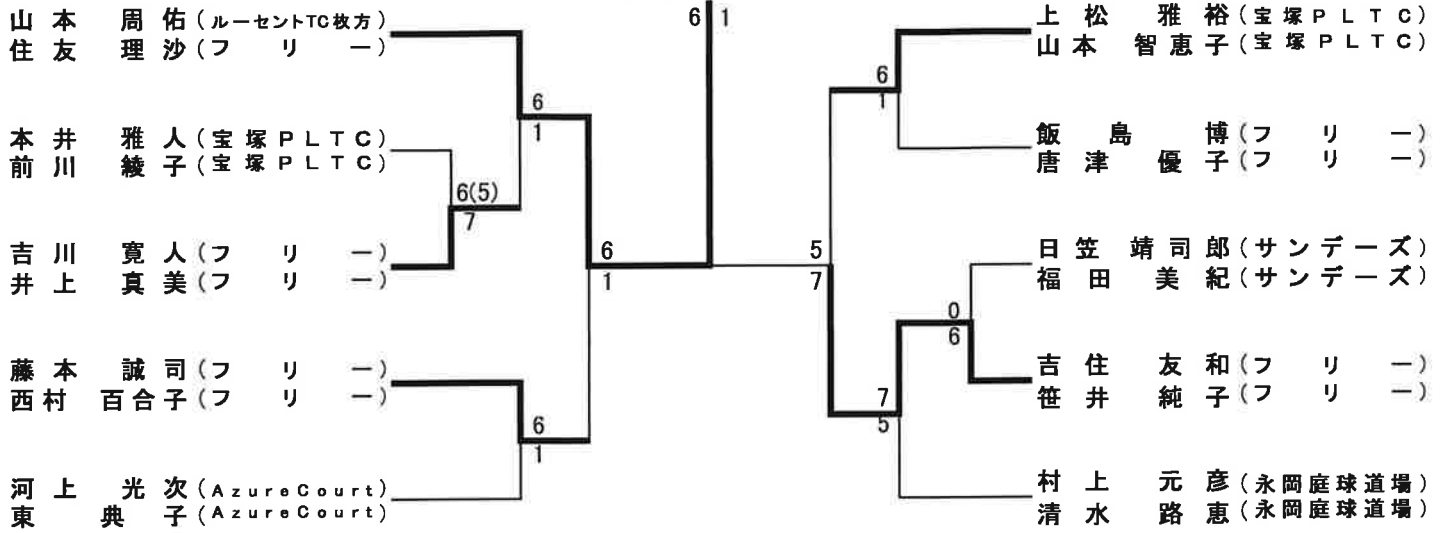 山本 周佑(ルーセントTC枚方)
住友 理沙(フリー)
6 1
6
1
本井 雅人(宝塚PLTC)
前川 綾子(宝塚PLTC)
6(5)
7
吉川 寛人(フリー)
井上 真美(フリー)
6
1
藤本 誠司(フリー)
西村 百合子(フリー)
6
1
河上 光次(AzureCourt)
東 典子(AzureCourt)
上松 雅裕(宝塚PLTC)
山本 智恵子(宝塚PLTC)
6
1
飯島 博(フリー)
唐津 優子(フリー)
5
7
日笠 靖司郎(サンデーズ)
福田 美紀(サンデーズ)
0
6
吉住 友和(フリー)
笹井 純子(フリー)
7
5
村上 元彦(永岡庭球道場)
清水 路恵(永岡庭球道場)